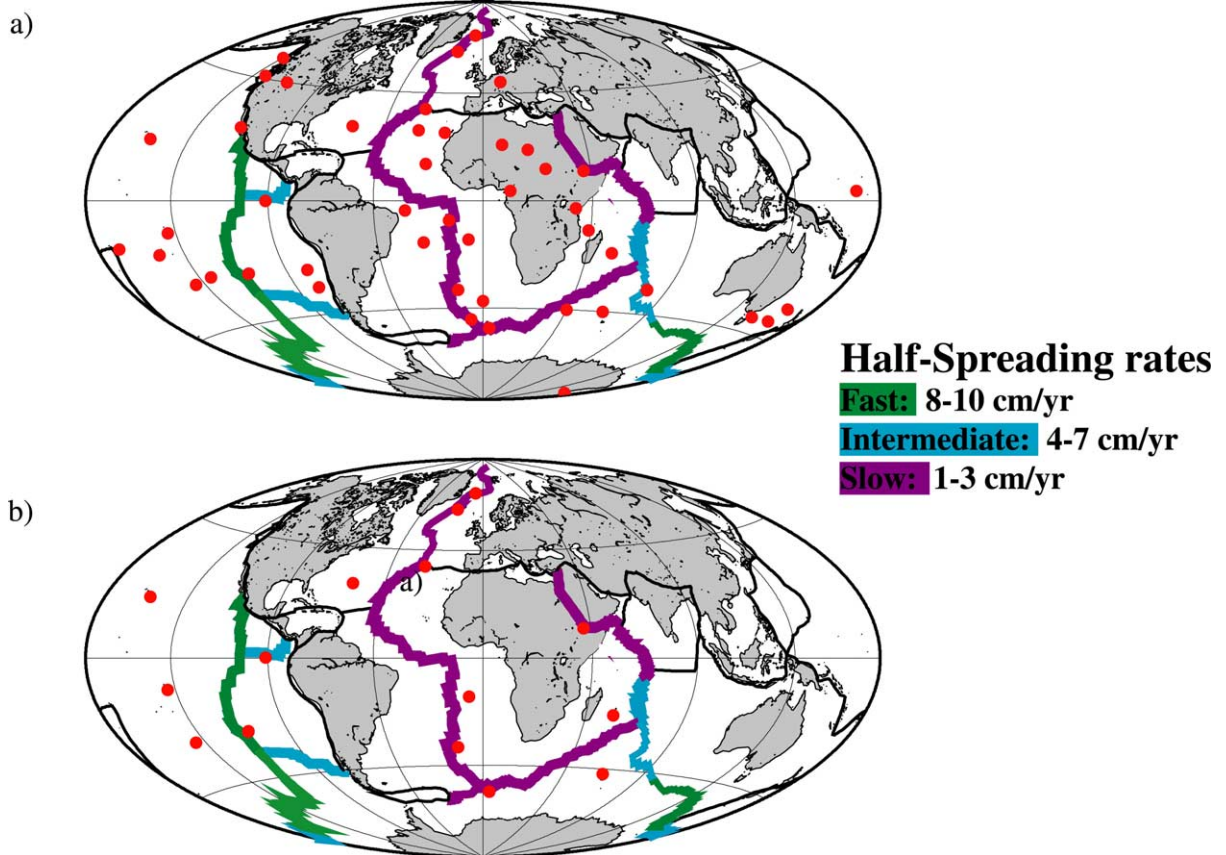 a)
Half-Spreading rates
Fast: 8-10 cm/yr
Intermediate: 4-7 cm/yr
Slow: 1-3 cm/yr
b)
a)